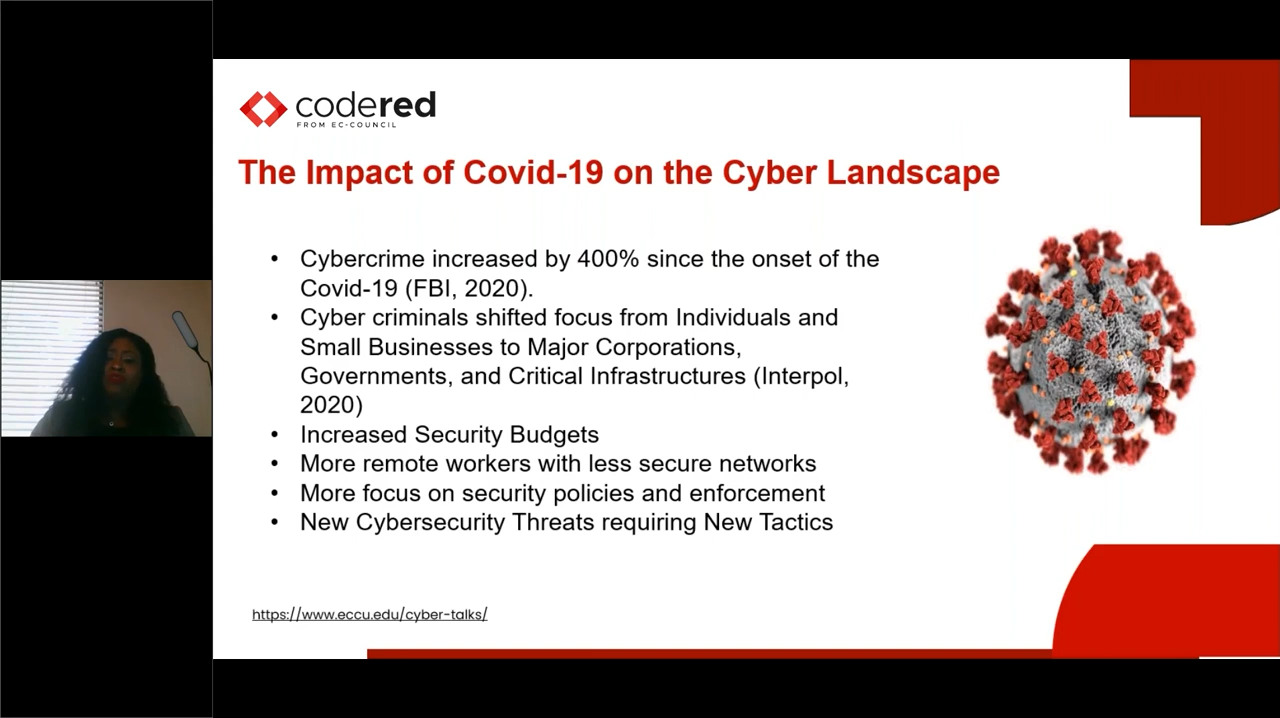 codered
FROM EC-COUNCIL
The Impact of Covid-19 on the Cyber Landscape
• Cybercrime increased by 400% since the onset of the
Covid-19 (FBI, 2020).
• Cyber criminals shifted focus from Individuals and
Small Businesses to Major Corporations,
Governments, and Critical Infrastructures (Interpol,
2020)
• Increased Security Budgets
• More remote workers with less secure networks
• More focus on security policies and enforcement
• New Cybersecurity Threats requiring New Tactics
https://www.eccu.edu/cyber-talks/